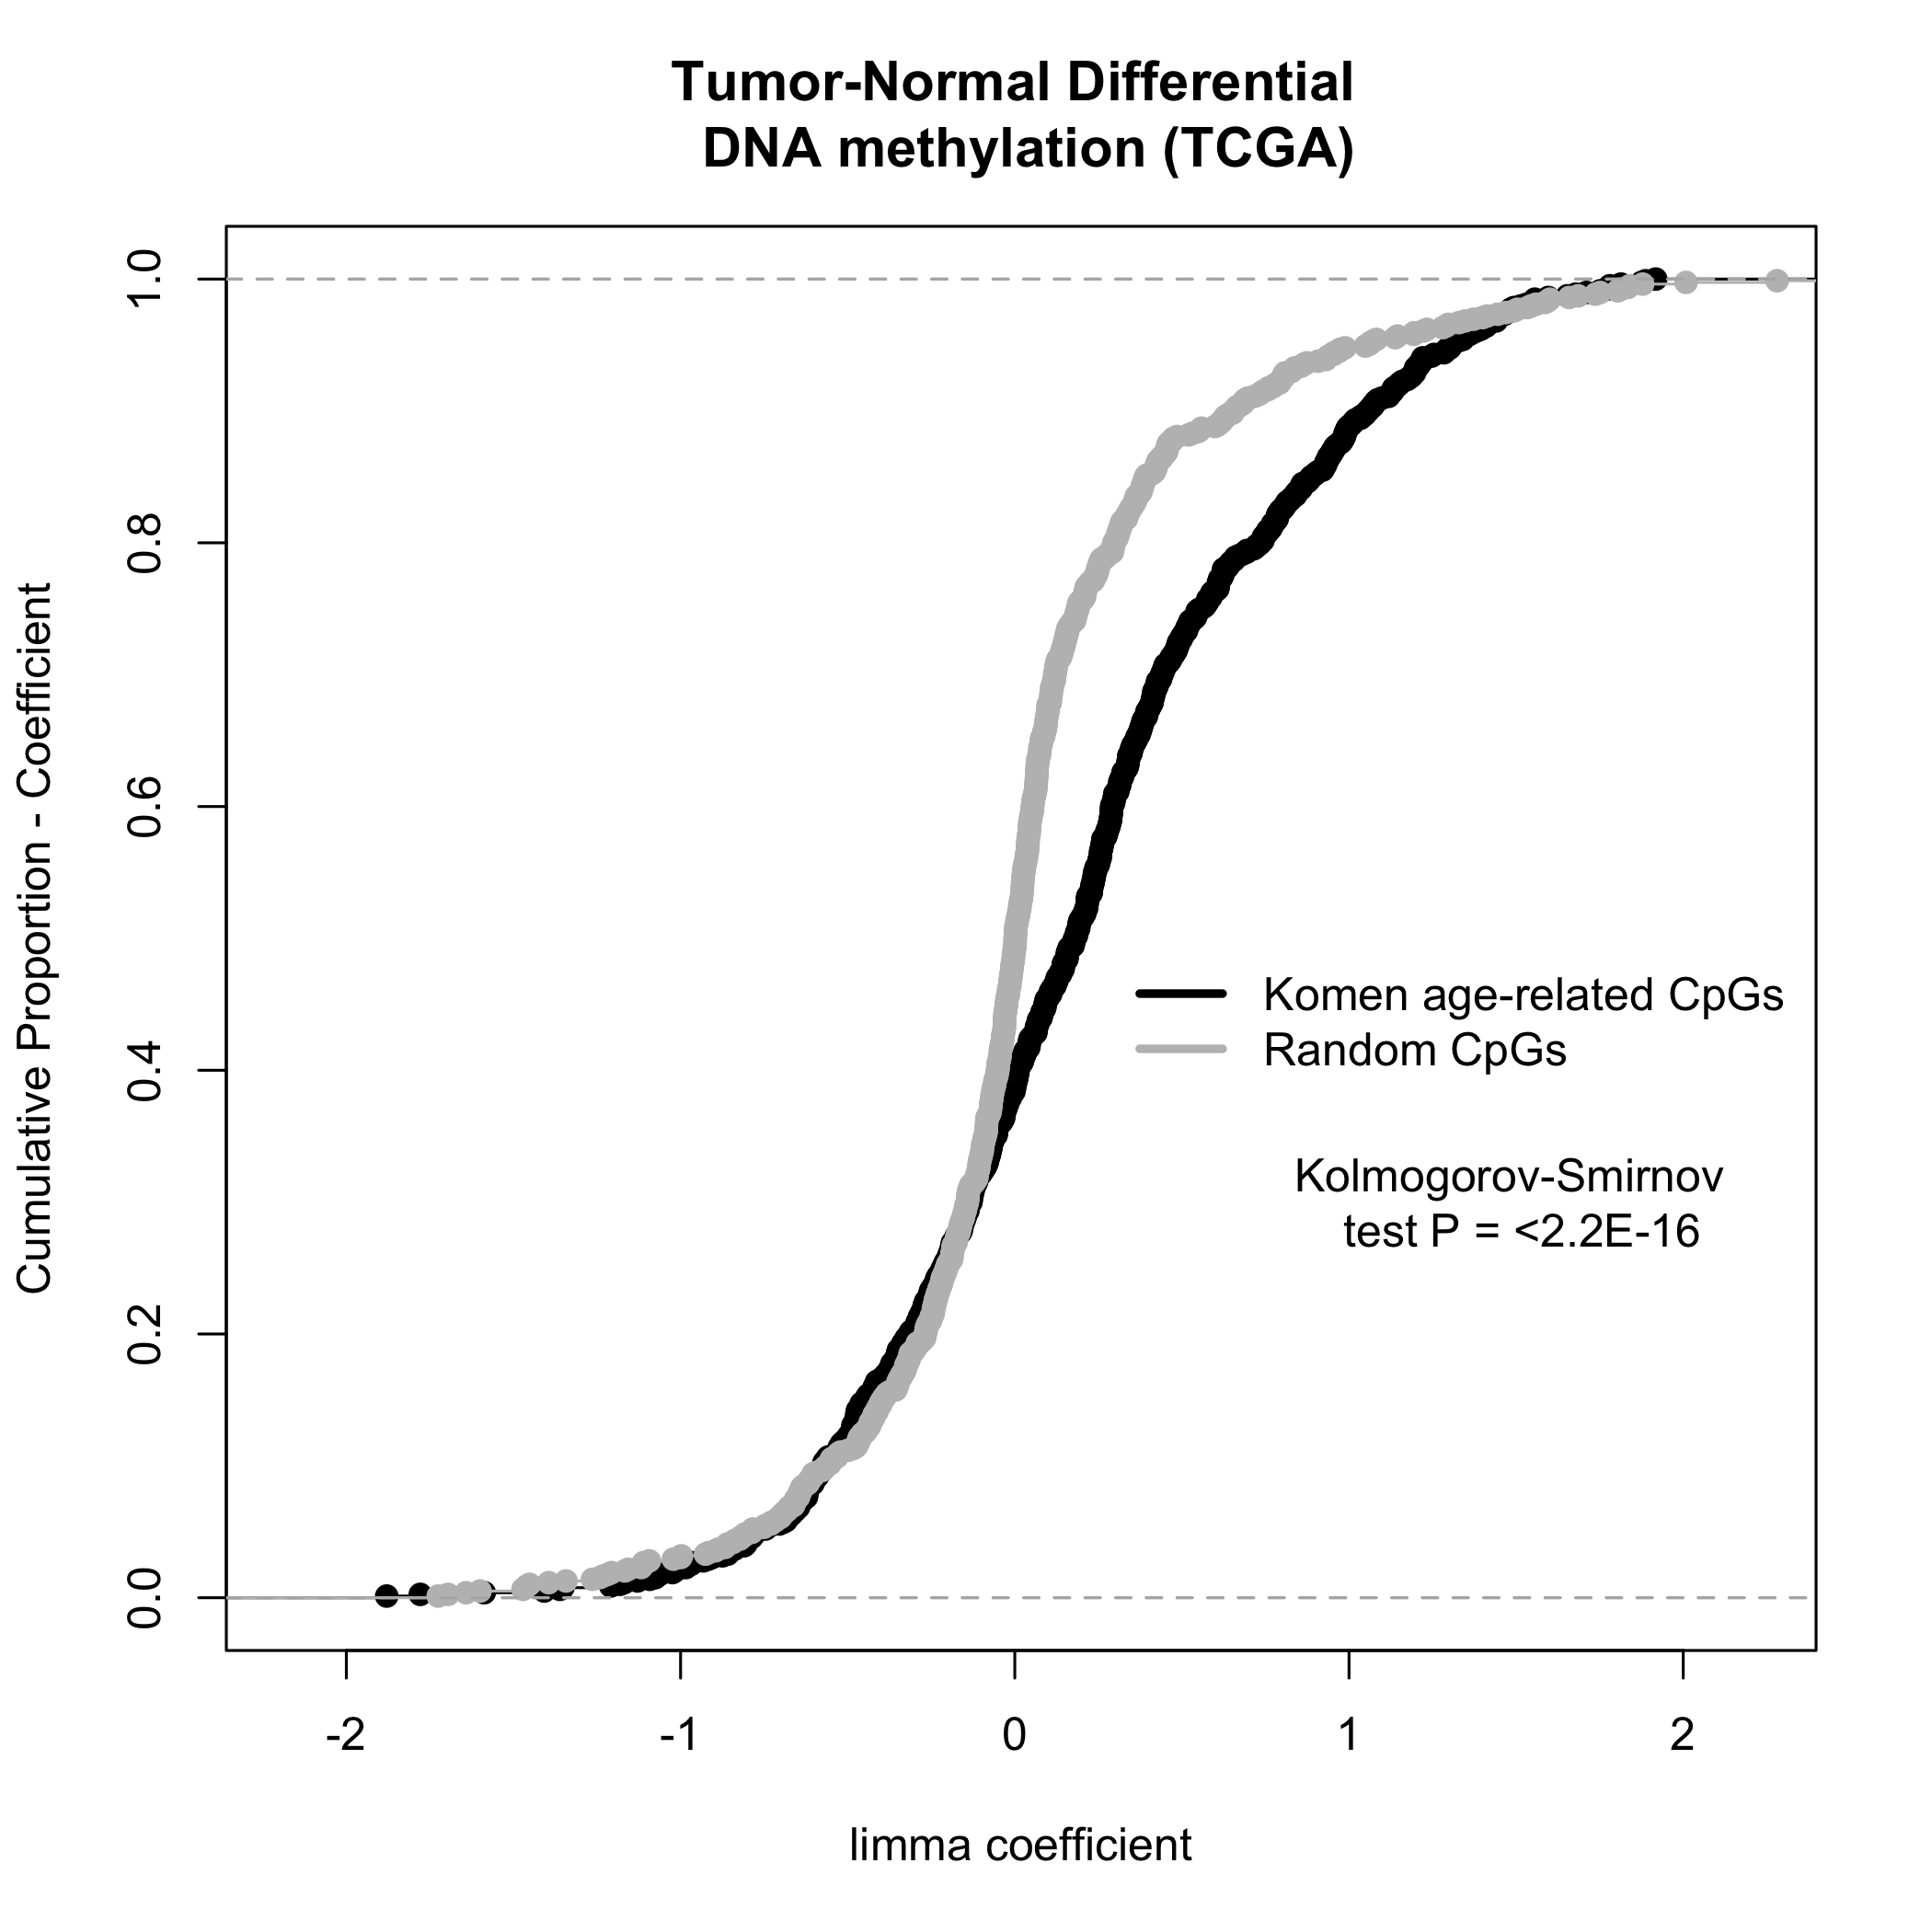 Tumor-Normal Differential
DNA methylation (TCGA)
Cumulative Proportion - Coefficient
1.0
0.8
0.6
0.4
0.2
0.0
Komen age-related CpGs
Random CpGs
Kolmogorov-Smirnov
test P = <2.2E-16
-2
-1
0
1
2
limma coefficient